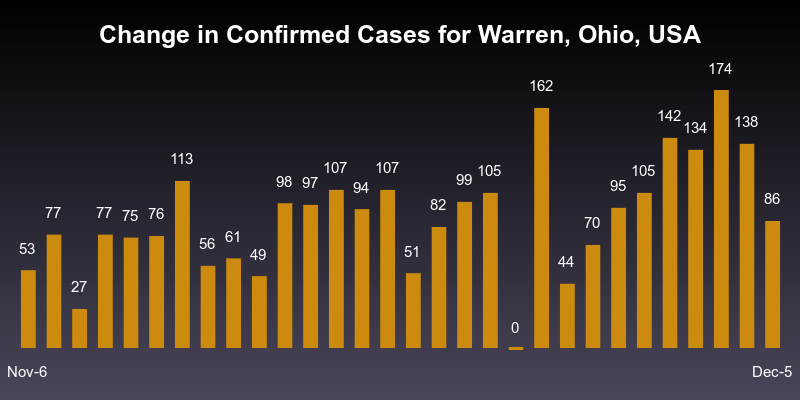 Change in Confirmed Cases for Warren, Ohio, USA
53 77 27 77 75 76 113 56 61 49 98 97 107 94 107 51 82 99 105 0 162 44 70 95 105 142 134 174 138 86
Nov-6 Dec-5